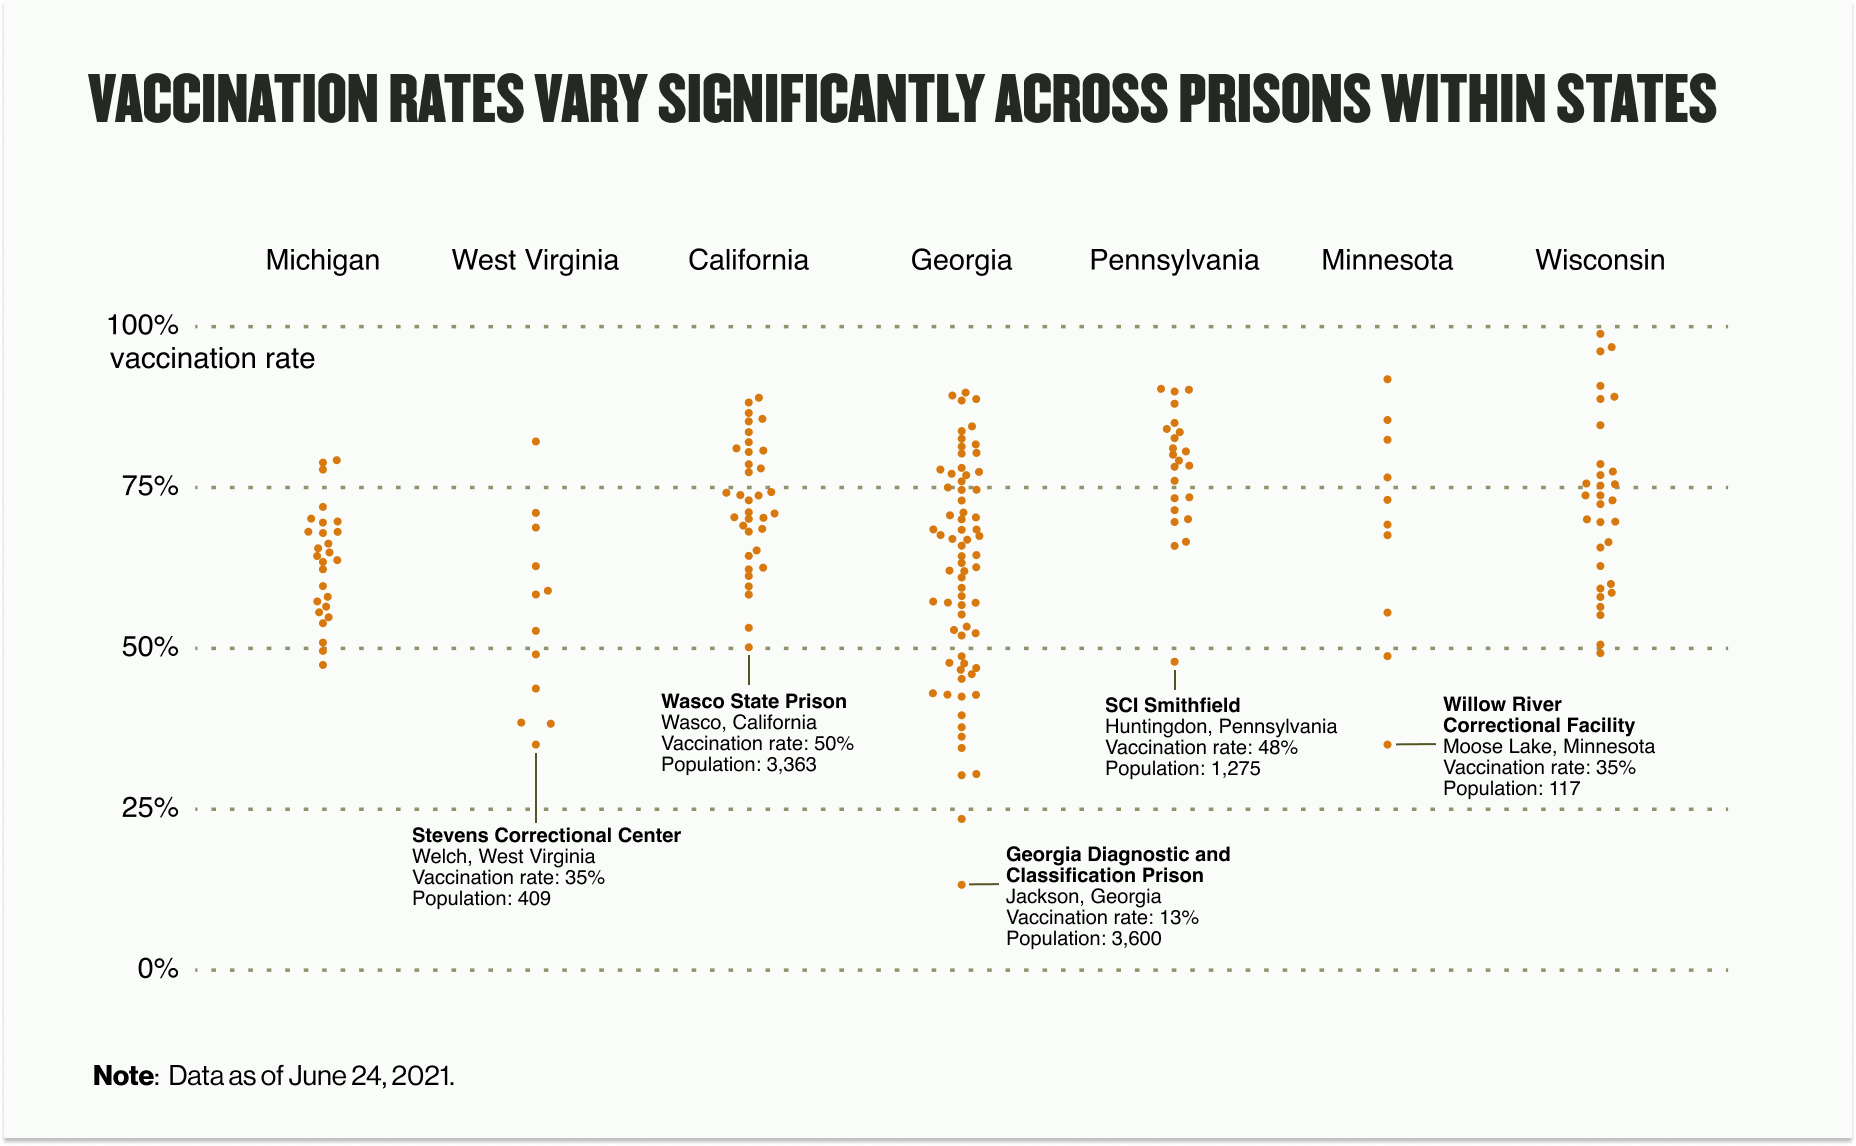 VACCINATION RATES VARY SIGNIFICANTLY ACROSS PRISONS WITHIN STATES
Michigan
West Virginia
California
Georgia
Pennsylvania
Minnesota
Wisconsin
100%
vaccination rate
75%
50%
25%
0%
Stevens Correctional Center
Welch, West Virginia
Vaccination rate: 35%
Population: 409
Wasco State Prison
Wasco, California
Vaccination rate: 50%
Population: 3,363
Georgia Diagnostic and
Classification Prison
Jackson, Georgia
Vaccination rate: 13%
Population: 3,600
SCI Smithfield
Huntingdon, Pennsylvania
Vaccination rate: 48%
Population: 1,275
Willow River
Correctional Facility
Moose Lake, Minnesota
Vaccination rate: 35%
Population: 117
Note: Data as of June 24, 2021.